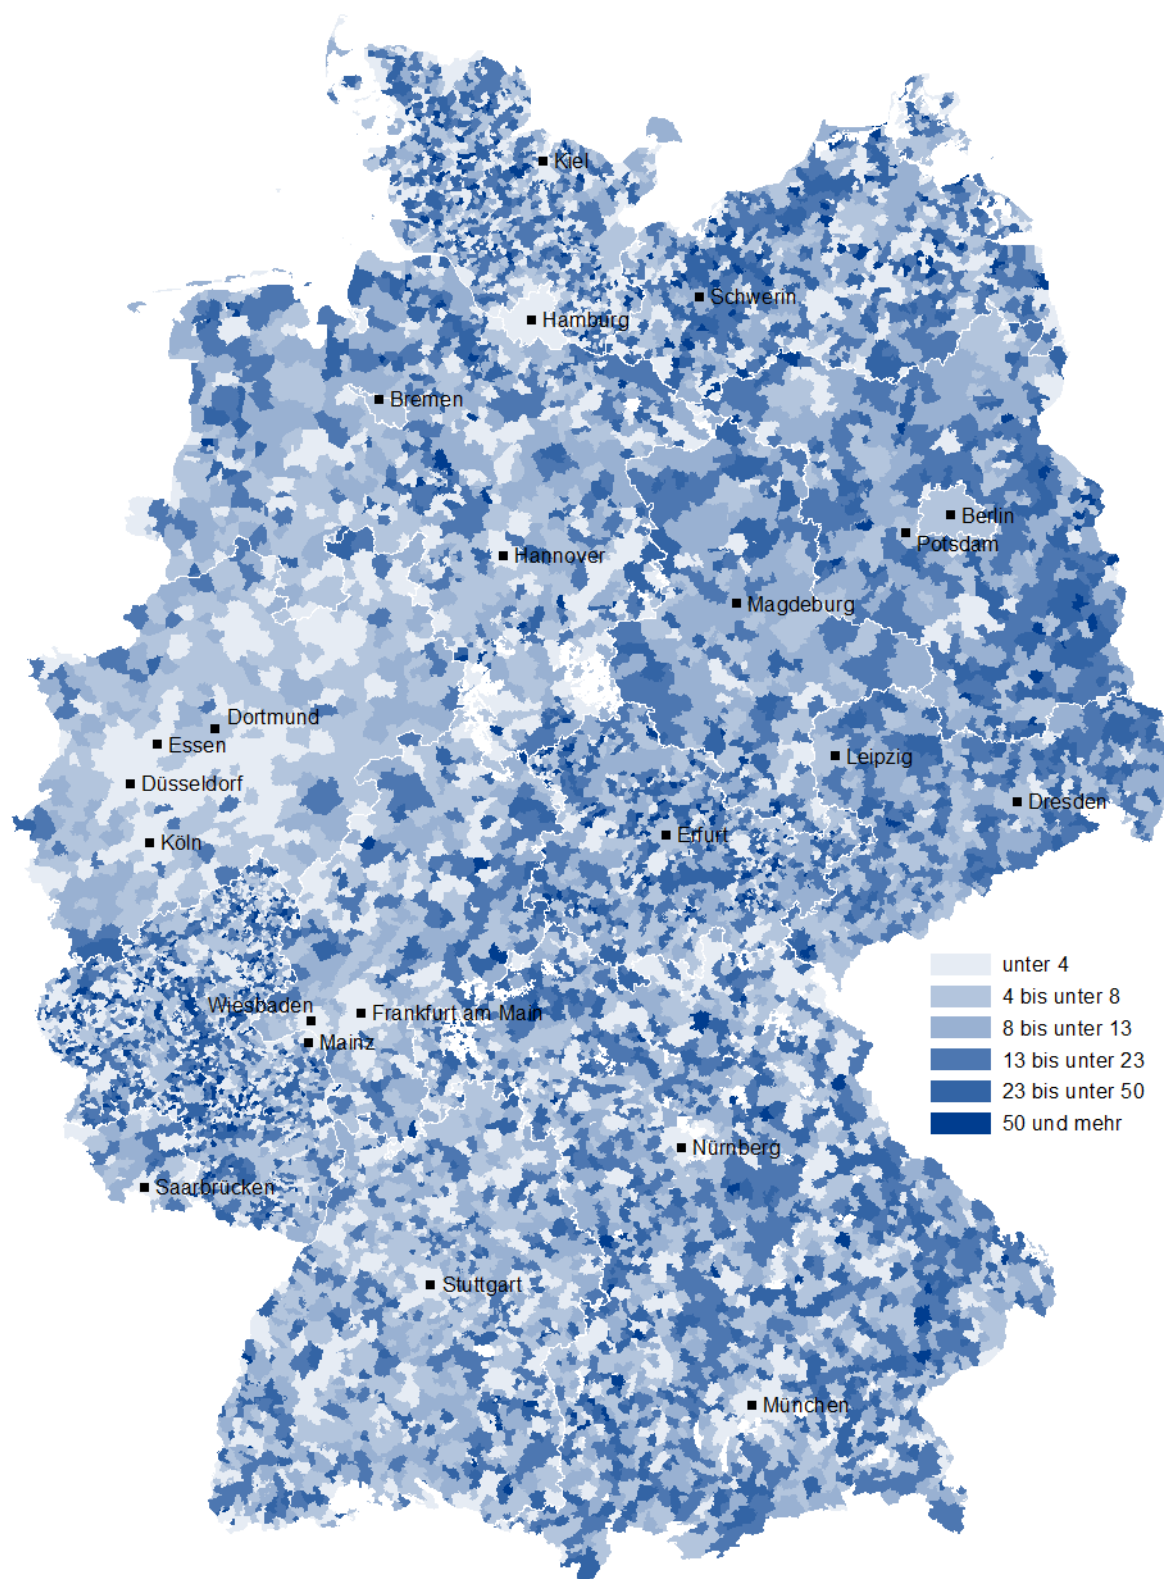 Kiel
Schwerin
Hamburg
Bremen
Berlin
Potsdam
Hannover
Magdeburg
Dortmund
Essen
Leipzig
Düsseldorf
Dresden
Erfurt
Köln
unter 4
4 bis unter 8
8 bis unter 13
13 bis unter 23
23 bis unter 50
50 und mehr
Wiesbaden
Frankfurt am Main
Mainz
Nürnberg
Saarbrücken
Stuttgart
München